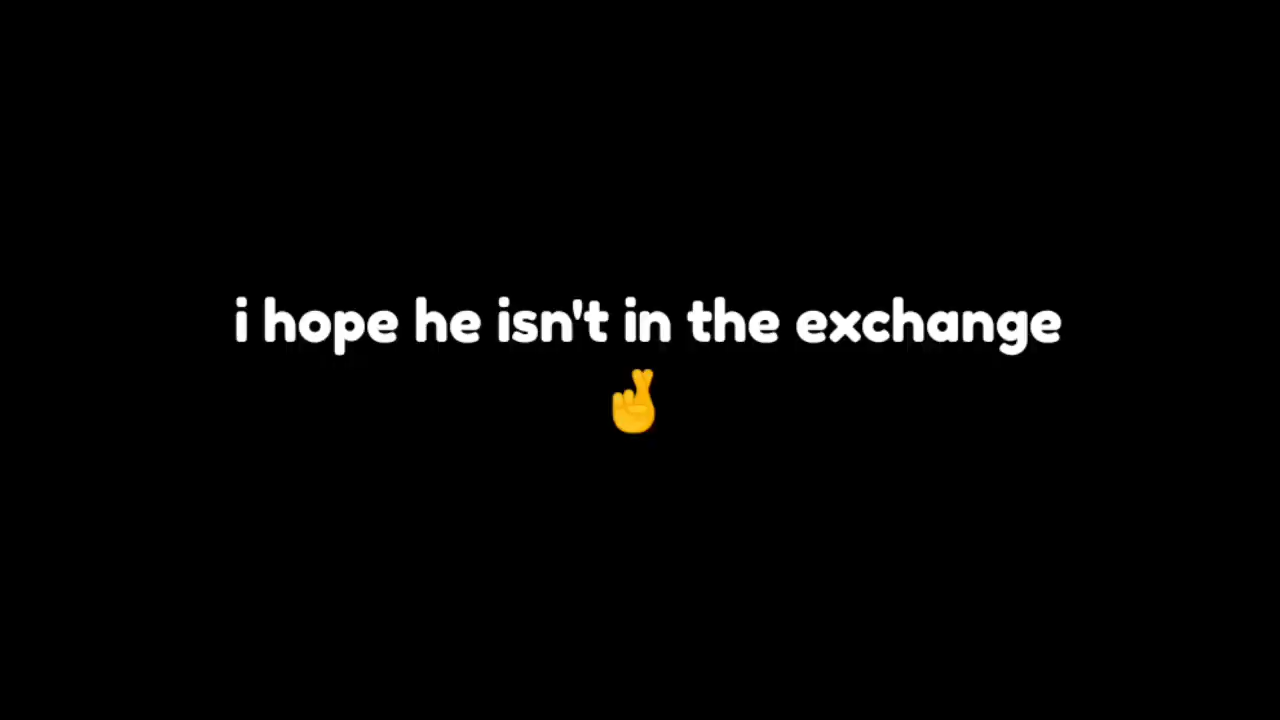 i hope he isn't in the exchange
🤞